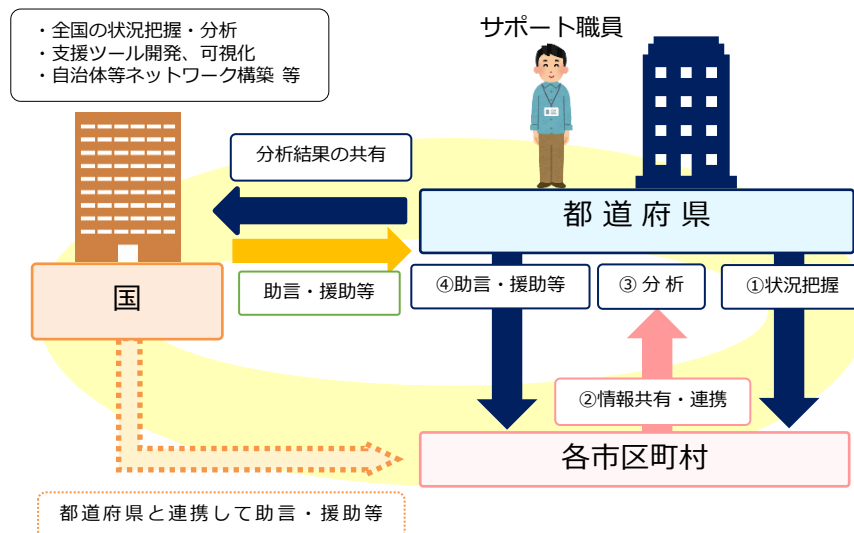 ・全国の状況把握・分析
・支援ツール開発、可視化
・自治体等ネットワーク構築 等
サポート職員
分析結果の共有
都道府県
国
助言・援助等
④助言・援助等
③分析
①状況把握
②情報共有・連携
各市区町村
都道府県と連携して助言・援助等